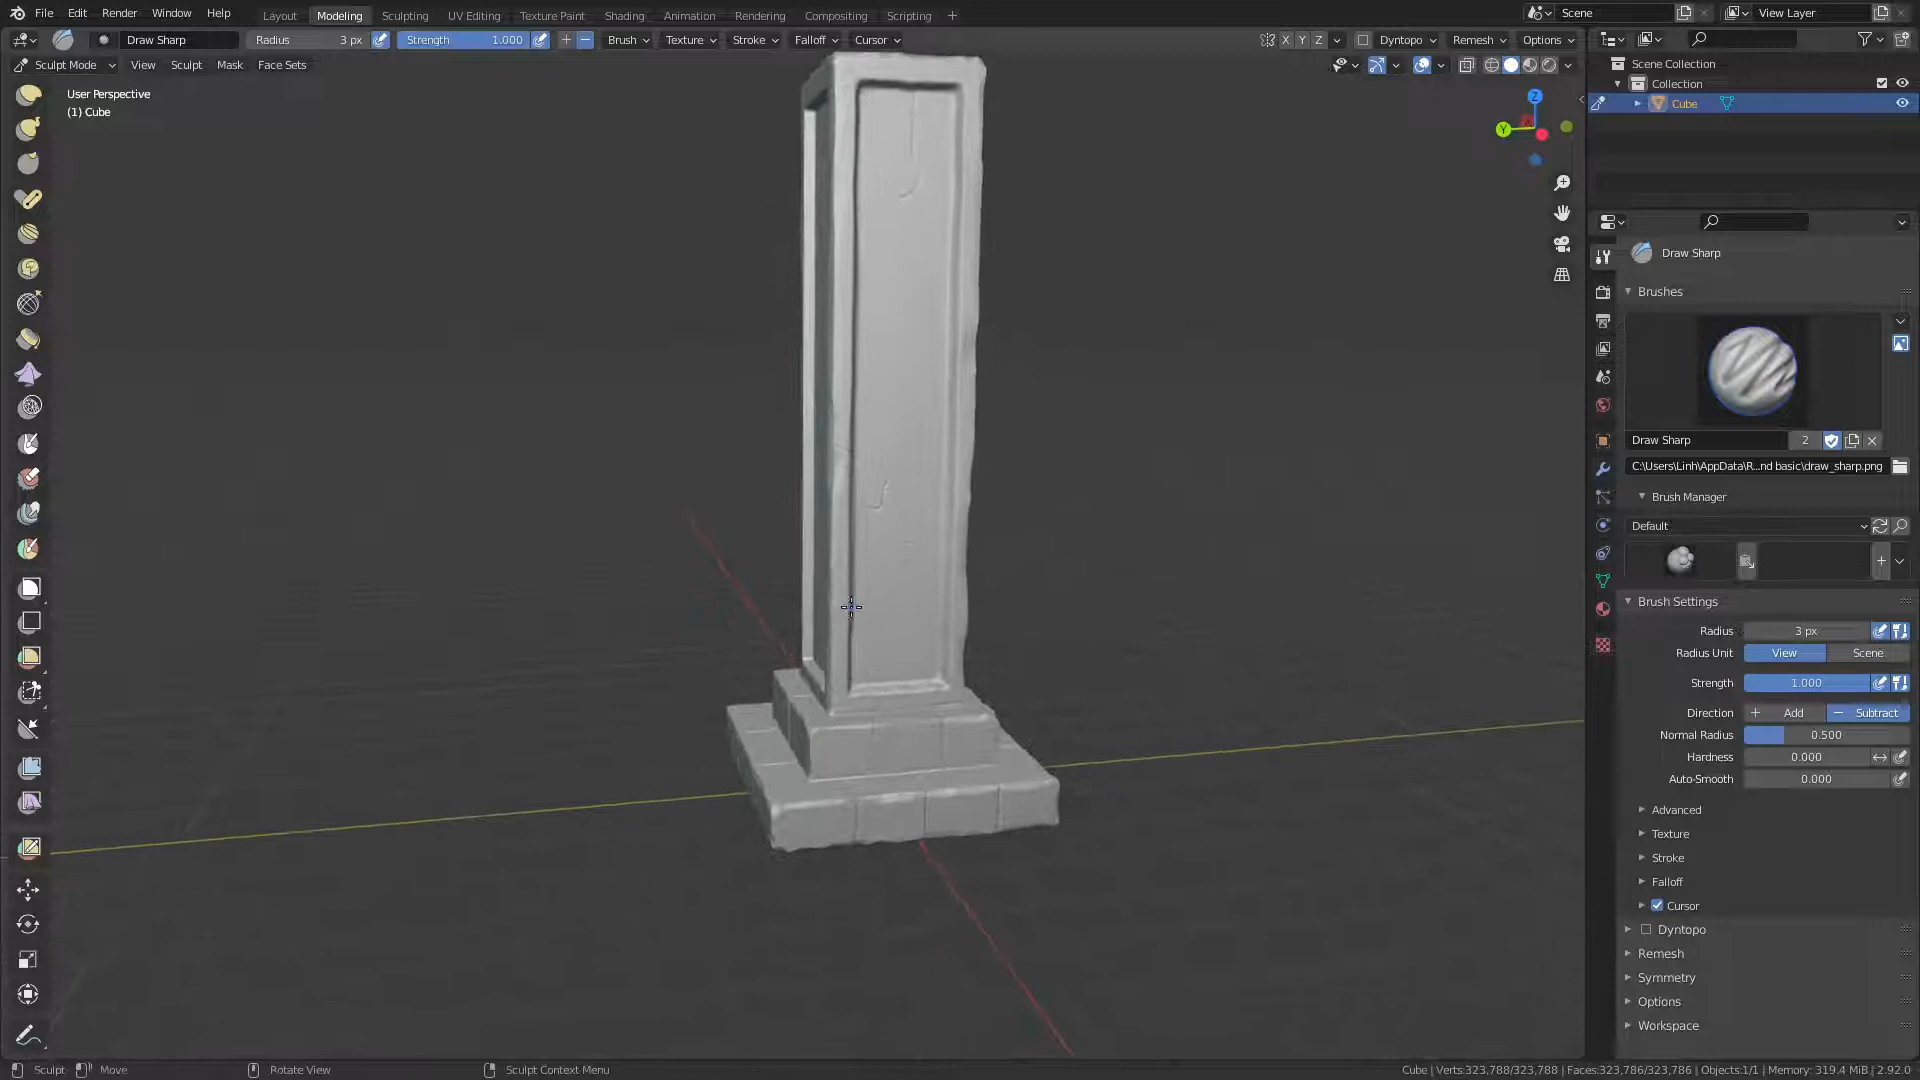 File Edit Render Window Help Layout Modeling Sculpting UV Editing Texture Paint Shading Animation Rendering Compositing Scripting + Scene View Layer
Draw Sharp Radius 3 px Strength 1.000 + − Brush Texture Stroke Falloff Cursor X Y Z Dyntopo Remesh Options
Sculpt Mode View Sculpt Mask Face Sets
User Perspective
(1) Cube
Z
Y
Scene Collection
Collection
Cube
Draw Sharp
Brushes
Draw Sharp 2
C:\Users\Linh\AppData\R...nd basic\draw_sharp.png
Brush Manager
Default
Brush Settings
Radius 3 px
Radius Unit View Scene
Strength 1.000
Direction + Add − Subtract
Normal Radius 0.500
Hardness 0.000
Auto-Smooth 0.000
Advanced
Texture
Stroke
Falloff
Cursor
Dyntopo
Remesh
Symmetry
Options
Workspace
Sculpt Move Rotate View Sculpt Context Menu Cube | Verts:323,788/323,788 | Faces:323,786/323,786 | Objects:1/1 | Memory: 319.4 MiB | 2.92.0